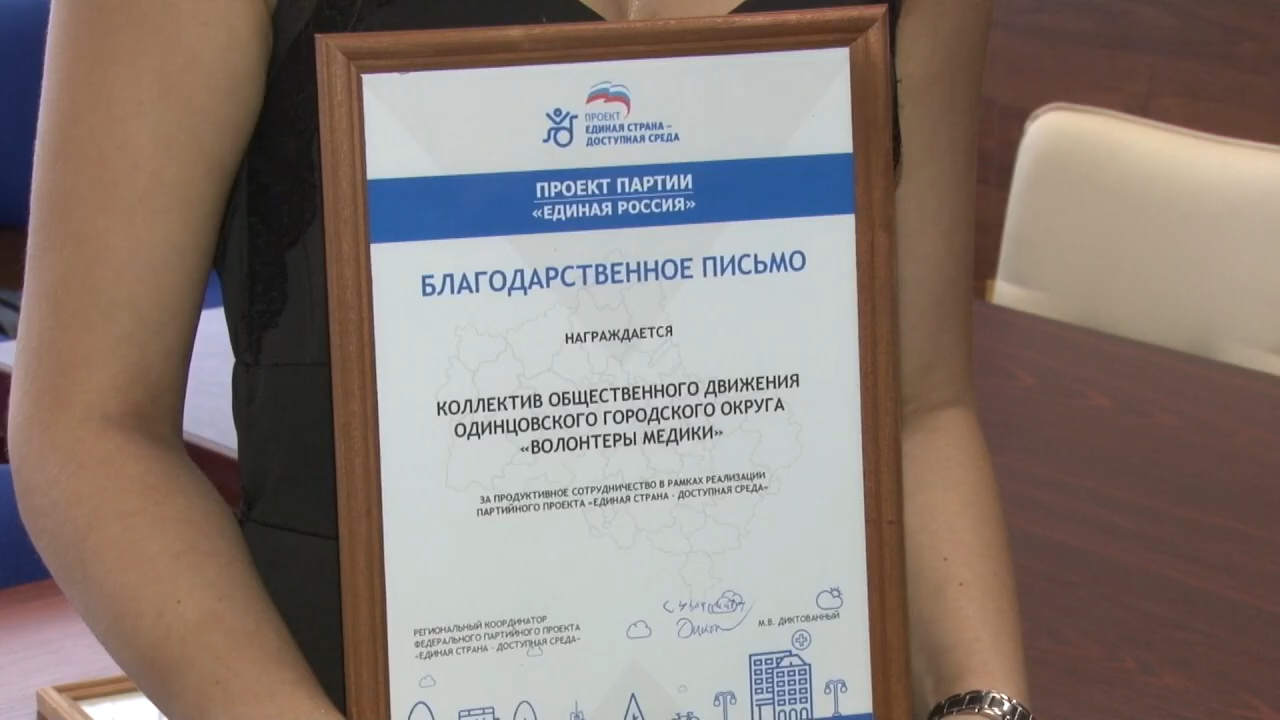 ПРОЕКТ
ЕДИНАЯ СТРАНА –
ДОСТУПНАЯ СРЕДА
ПРОЕКТ ПАРТИИ
«ЕДИНАЯ РОССИЯ»
БЛАГОДАРСТВЕННОЕ ПИСЬМО
НАГРАЖДАЕТСЯ
КОЛЛЕКТИВ ОБЩЕСТВЕННОГО ДВИЖЕНИЯ
ОДИНЦОВСКОГО ГОРОДСКОГО ОКРУГА
«ВОЛОНТЕРЫ МЕДИКИ»
ЗА ПРОДУКТИВНОЕ СОТРУДНИЧЕСТВО В РАМКАХ РЕАЛИЗАЦИИ
ПАРТИЙНОГО ПРОЕКТА «ЕДИНАЯ СТРАНА - ДОСТУПНАЯ СРЕДА»
РЕГИОНАЛЬНЫЙ КООРДИНАТОР
ФЕДЕРАЛЬНОГО ПАРТИЙНОГО ПРОЕКТА
«ЕДИНАЯ СТРАНА - ДОСТУПНАЯ СРЕДА»
М.В. ДИКТОВАННЫЙ